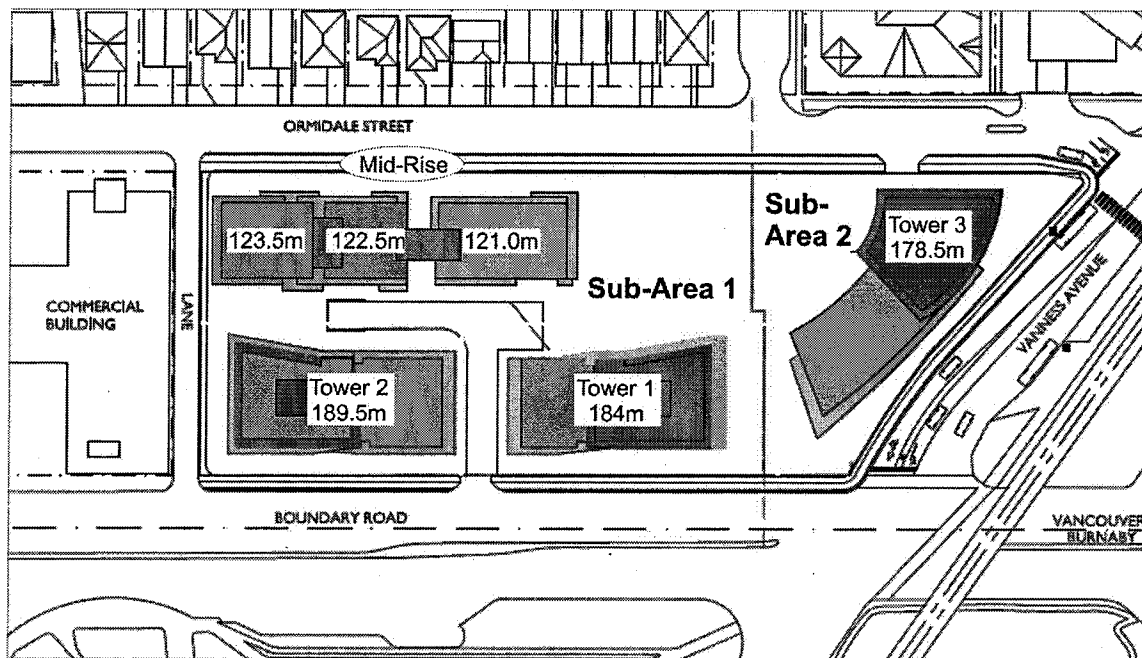 ORMIDALE STREET
Mid-Rise
Sub-
Area 2
Tower 3
178.5m
123.5m
122.5m
121.0m
Sub-Area 1
COMMERCIAL
BUILDING
LANE
VANNESS AVENUE
Tower 2
189.5m
Tower 1
184m
BOUNDARY ROAD
VANCOUVER
BURNABY